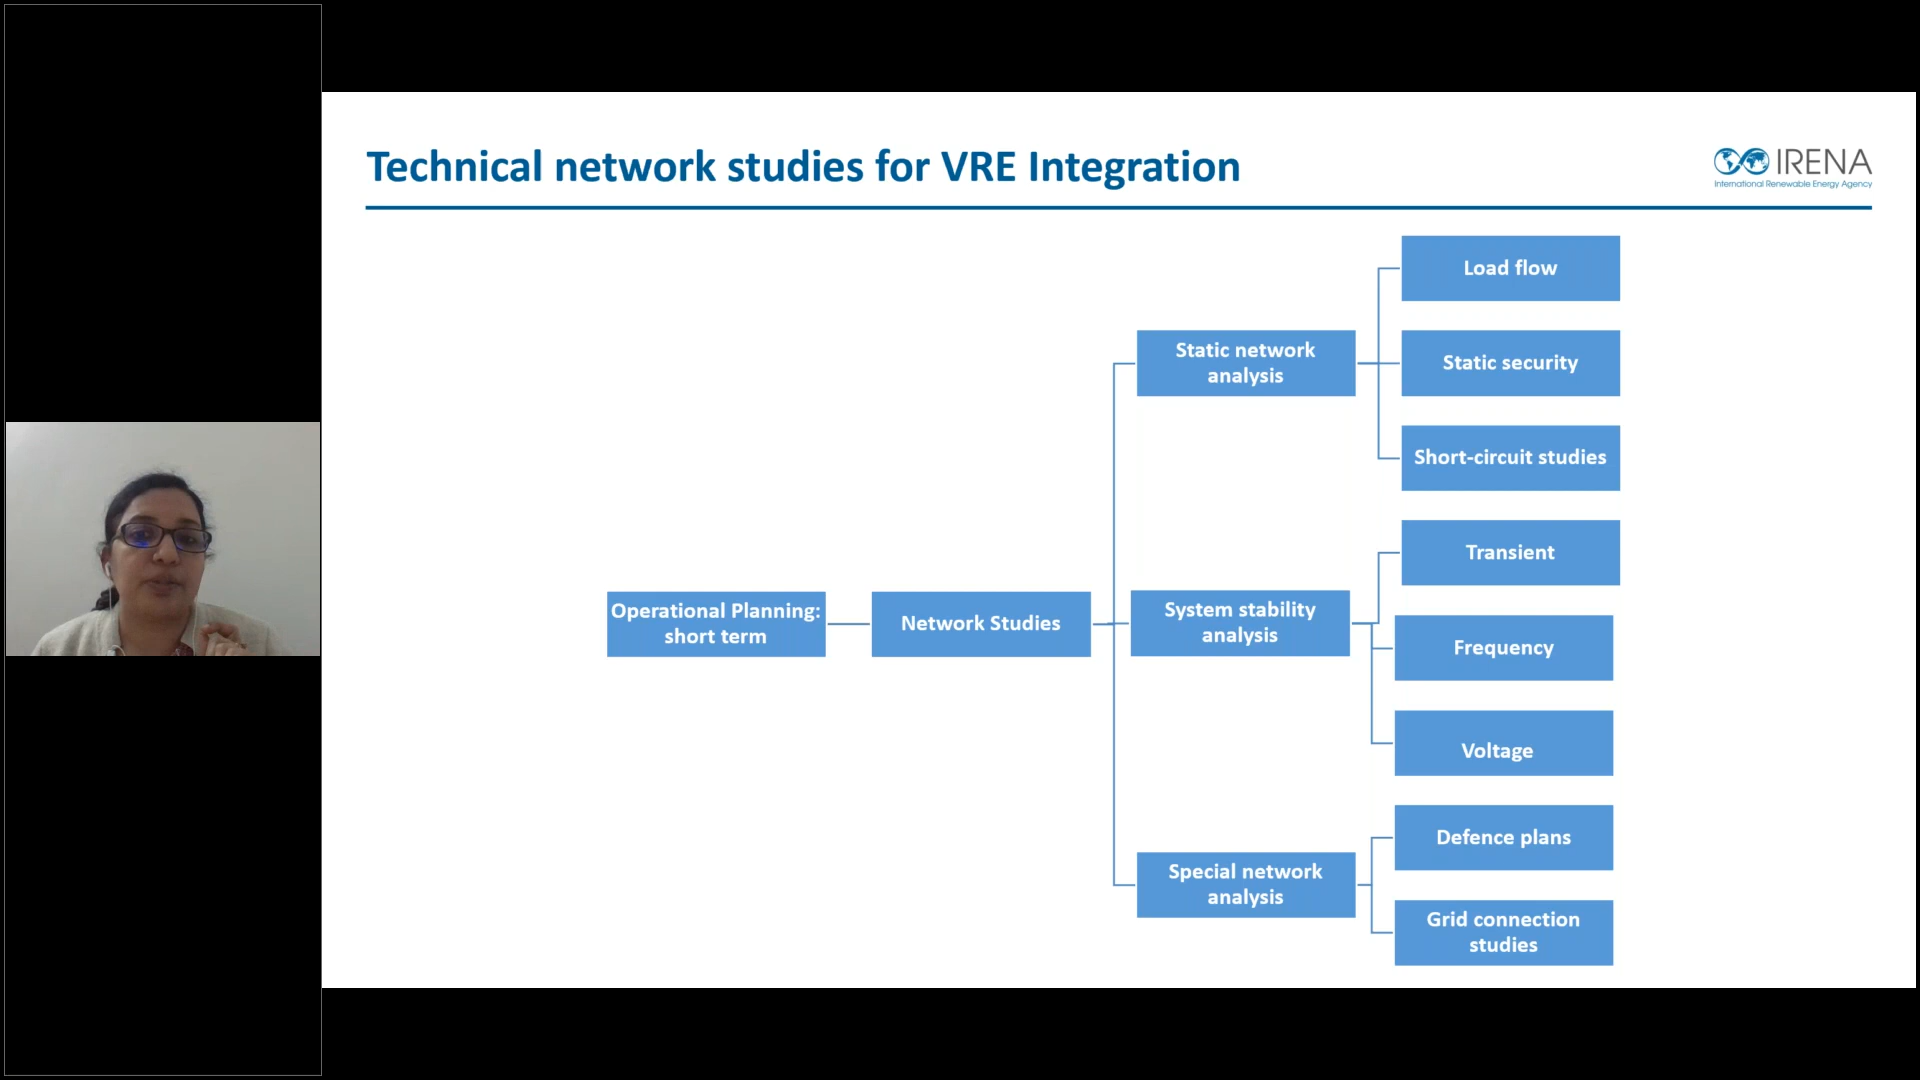 Technical network studies for VRE Integration
IRENA
International Renewable Energy Agency
Load flow
Static network
analysis
Static security
Short-circuit studies
Transient
Operational Planning:
short term
Network Studies
System stability
analysis
Frequency
Voltage
Defence plans
Special network
analysis
Grid connection
studies